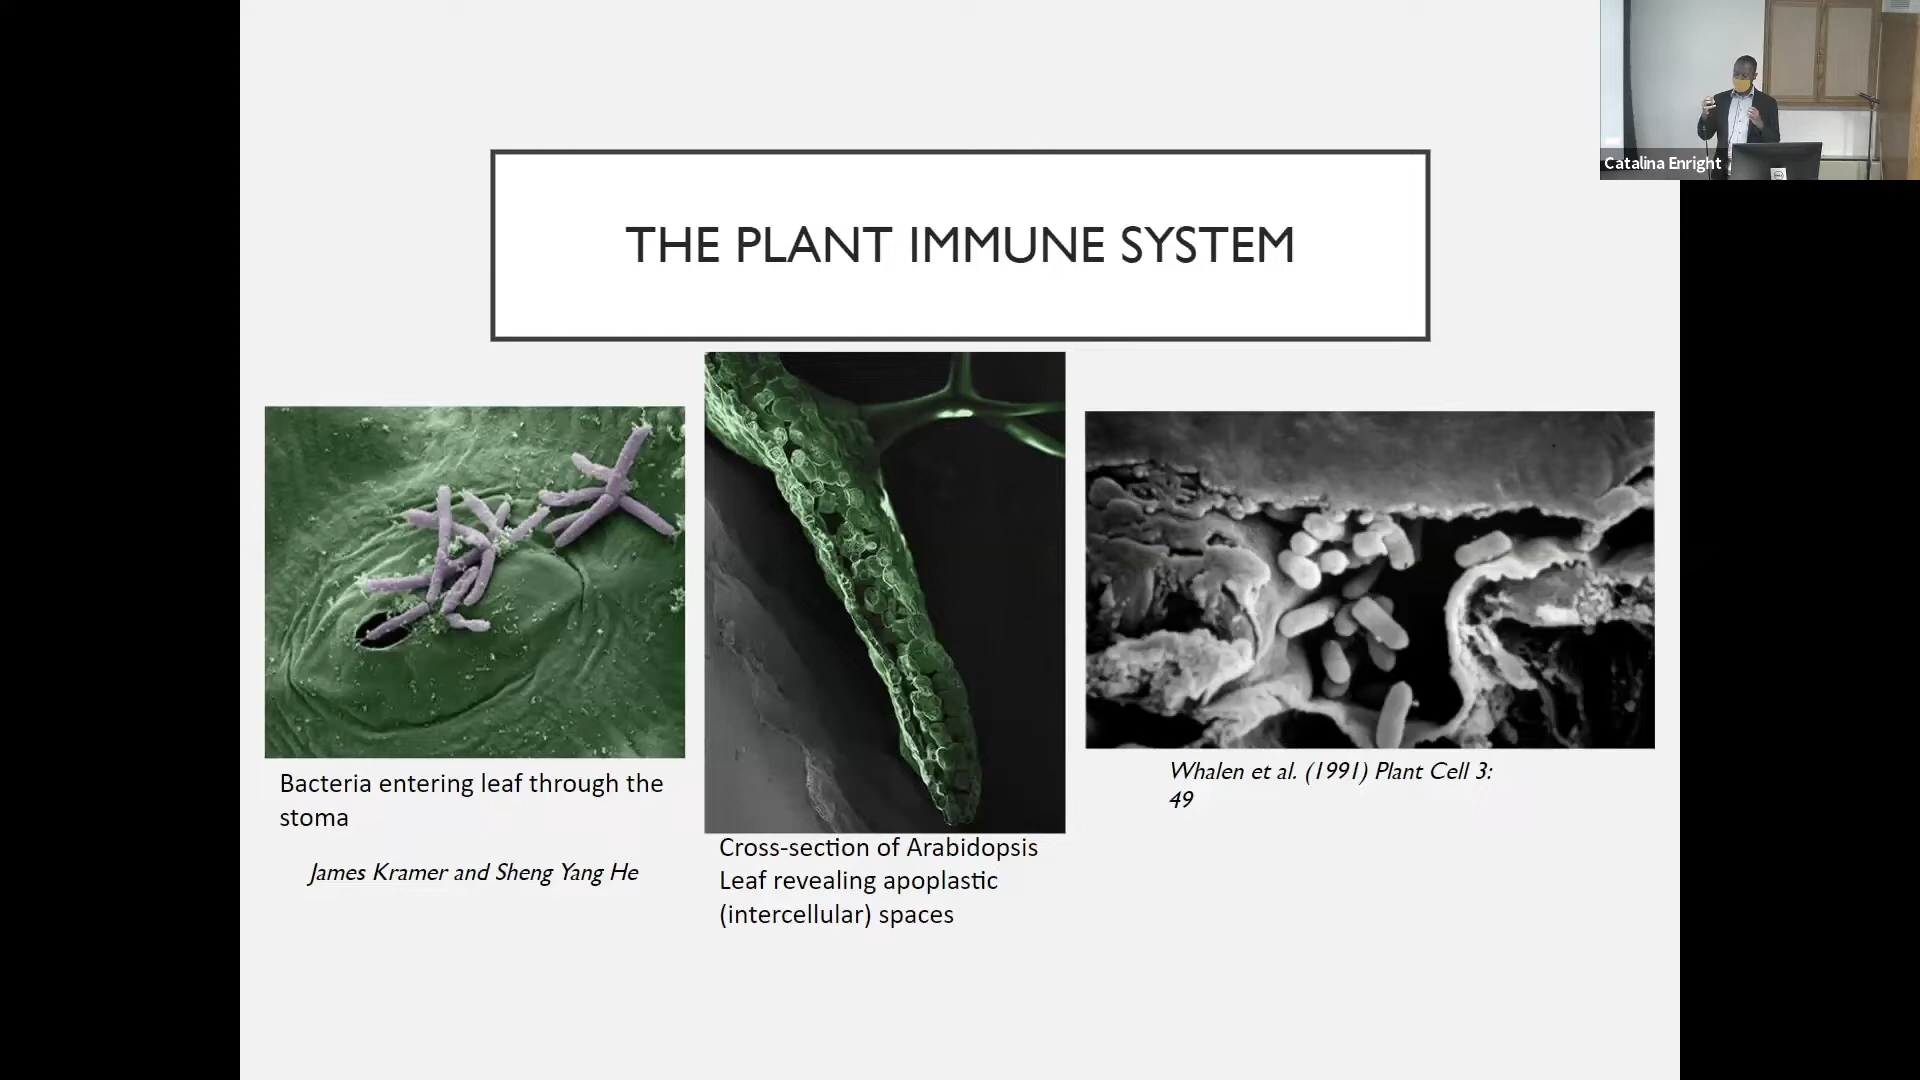 Catalina Enright
THE PLANT IMMUNE SYSTEM
Bacteria entering leaf through the
stoma
James Kramer and Sheng Yang He
Cross-section of Arabidopsis
Leaf revealing apoplastic
(intercellular) spaces
Whalen et al. (1991) Plant Cell 3:
49